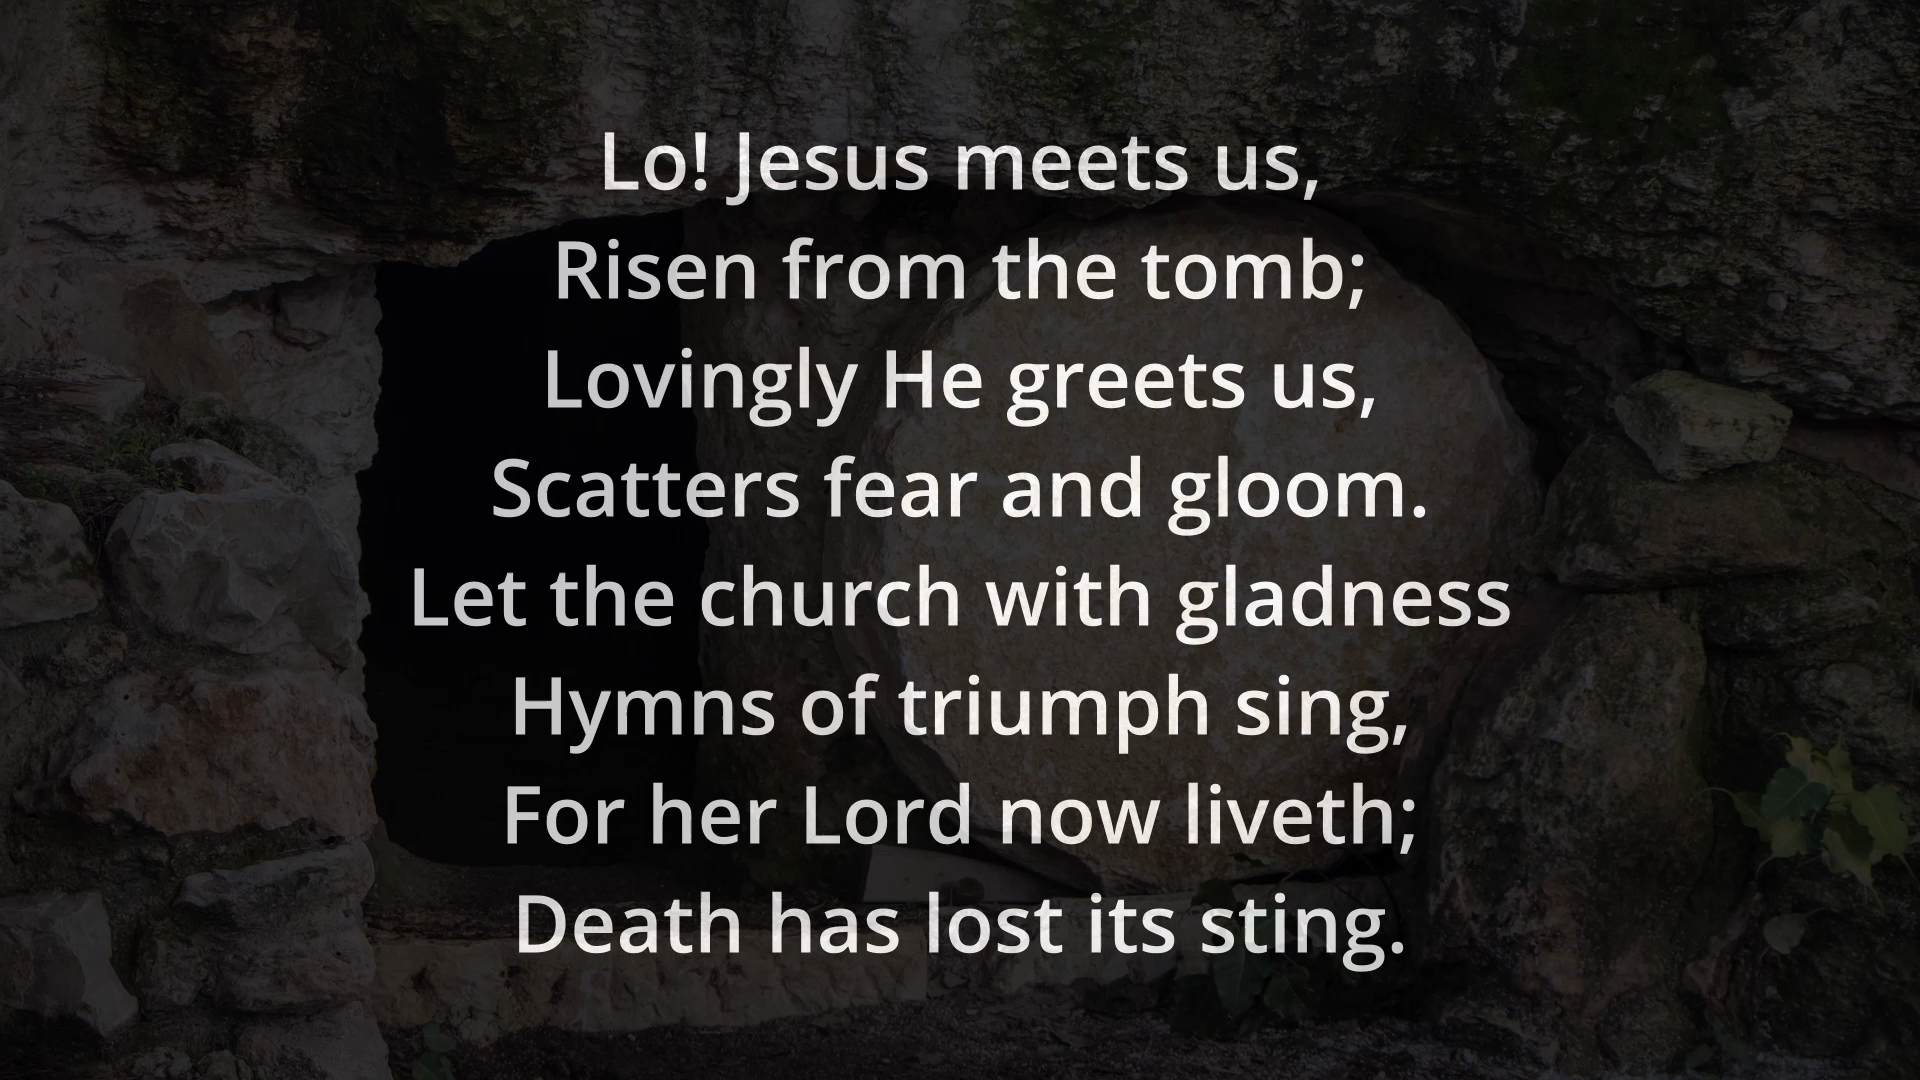 Lo! Jesus meets us,
Risen from the tomb;
Lovingly He greets us,
Scatters fear and gloom.
Let the church with gladness
Hymns of triumph sing,
For her Lord now liveth;
Death has lost its sting.